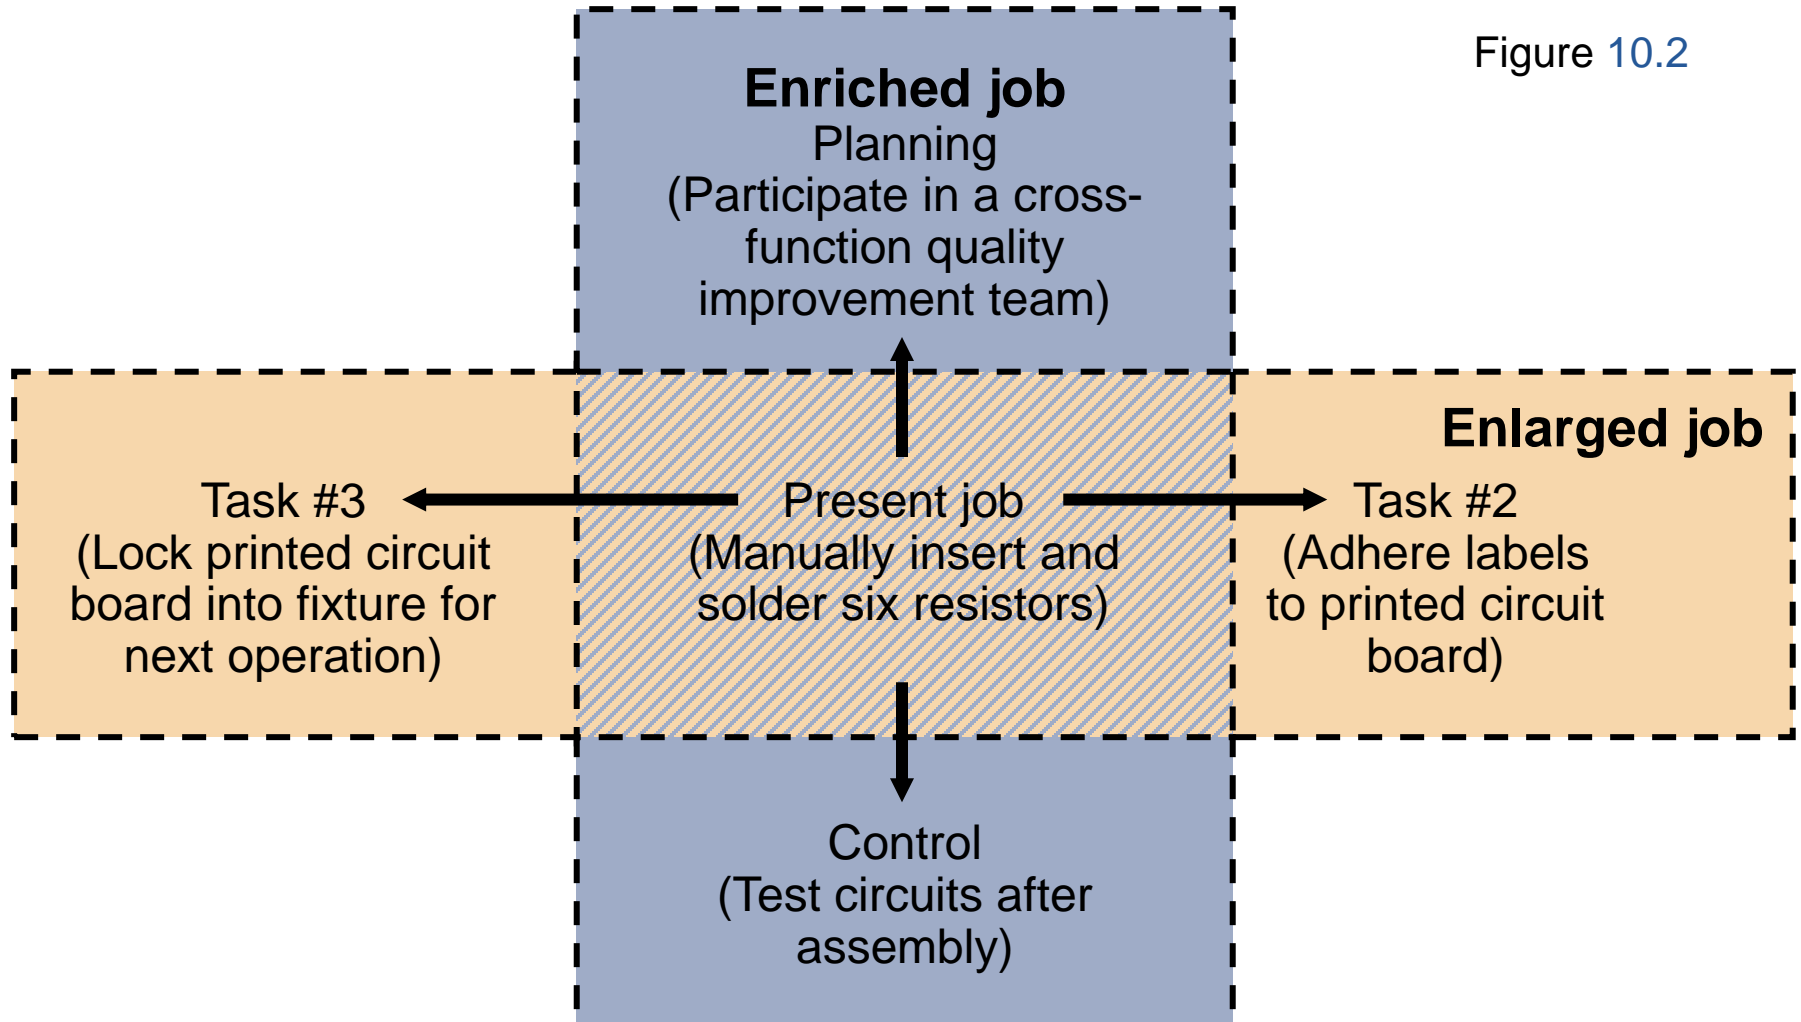 Figure 10.2
Enriched job
Planning
(Participate in a cross-
function quality
improvement team)
Enlarged job
Task #3
(Lock printed circuit
board into fixture for
next operation)
Present job
(Manually insert and
solder six resistors)
Task #2
(Adhere labels
to printed circuit
board)
Control
(Test circuits after
assembly)